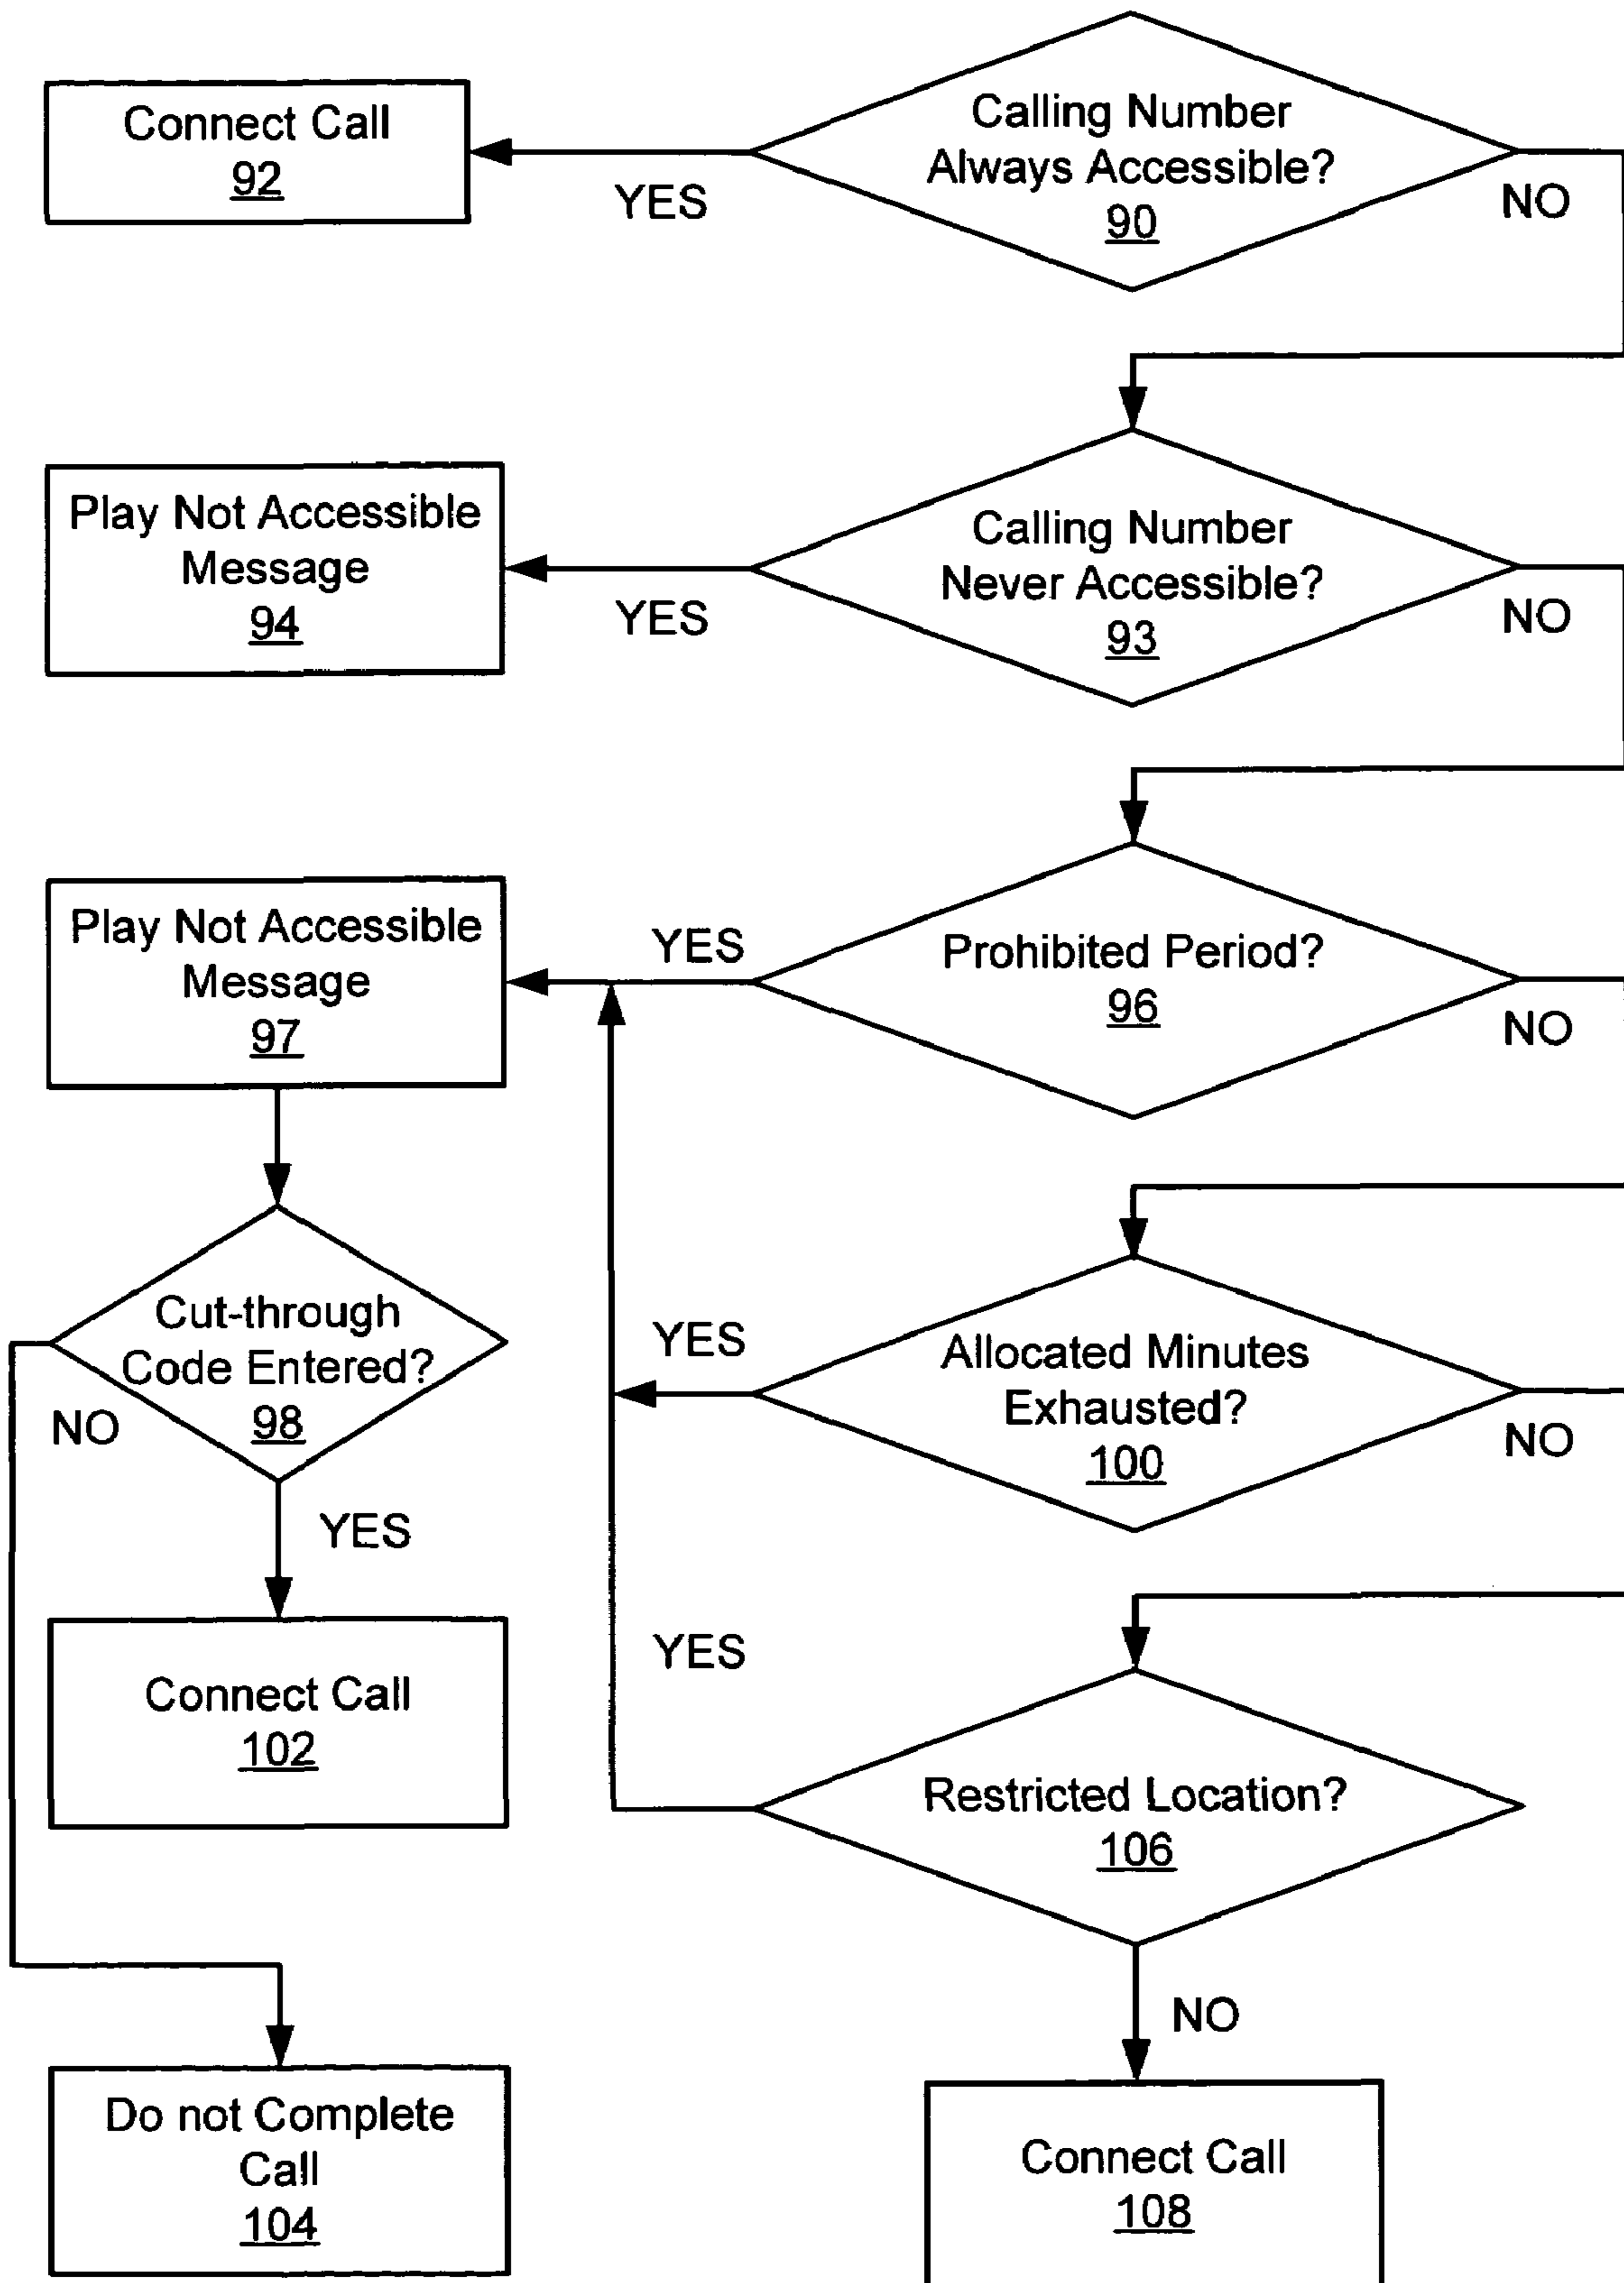 Calling Number
Always Accessible?
90
YES
NO
Connect Call
92
Calling Number
Never Accessible?
93
YES
NO
Play Not Accessible
Message
94
Prohibited Period?
96
YES
NO
Play Not Accessible
Message
97
Cut-through
Code Entered?
98
NO
YES
Allocated Minutes
Exhausted?
100
YES
NO
Connect Call
102
YES
Restricted Location?
106
NO
Do not Complete
Call
104
Connect Call
108